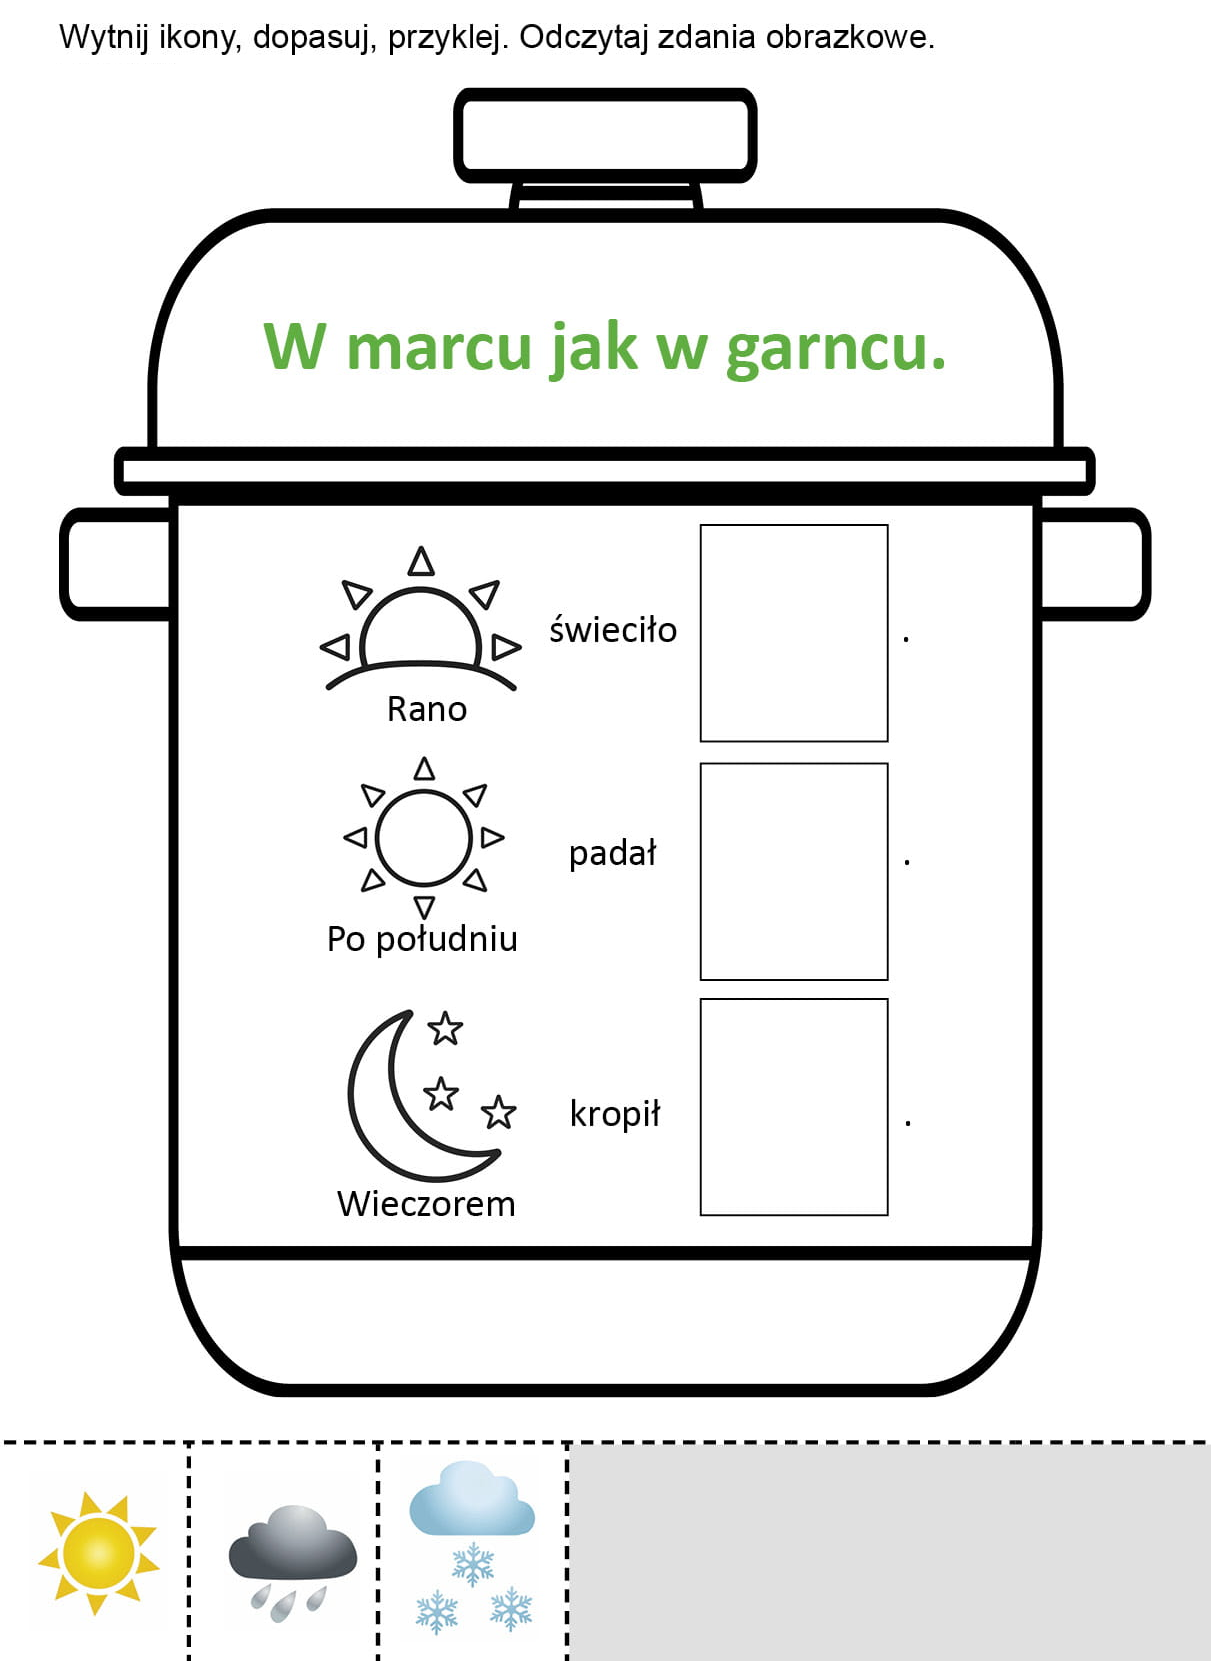 Wytnij ikony, dopasuj, przyklej. Odczytaj zdania obrazkowe.
W marcu jak w garncu.
świeciło .
Rano
padał .
Po południu
kropił .
Wieczorem